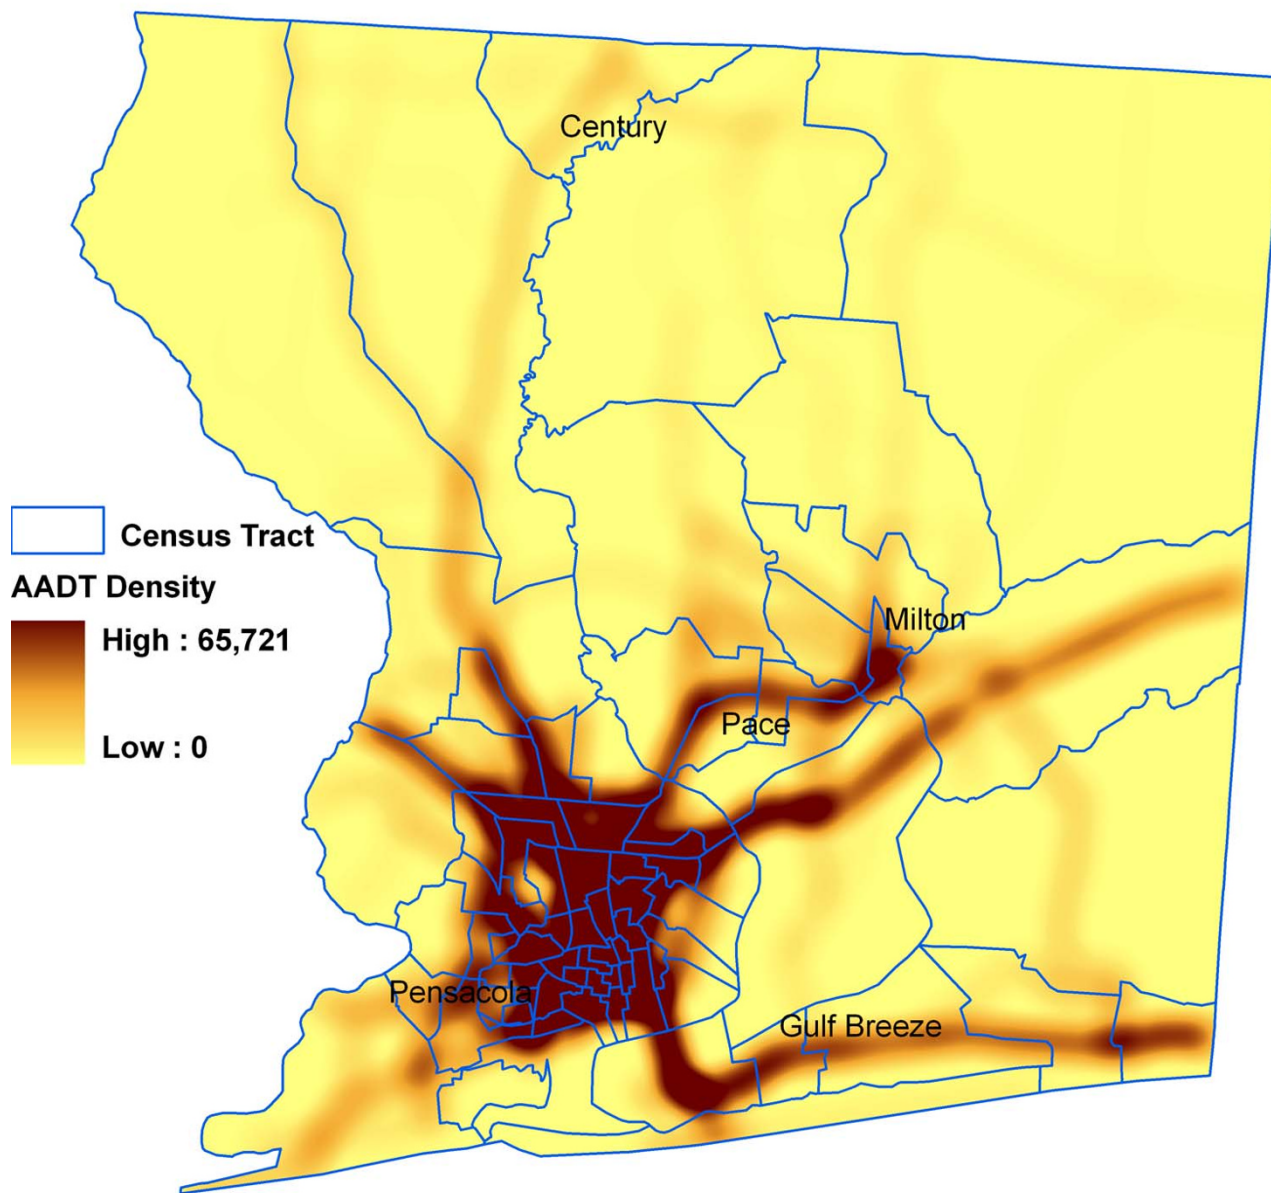 Century
Census Tract
AADT Density
High : 65,721
Low : 0
Milton
Pace
Pensacola
Gulf Breeze